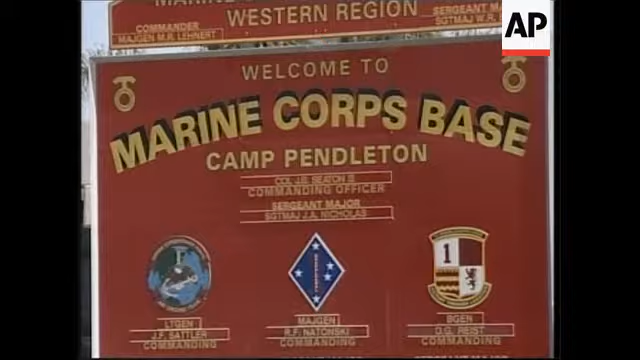 WESTERN REGION
COMMANDER
MAJGEN M.R. LEHNERT
SERGEANT
SGTMAJ W.R.
AP
WELCOME TO
MARINE CORPS BASE
CAMP PENDLETON
COL J.B. SEATON III
COMMANDING OFFICER
SERGEANT MAJOR
SGTMAJ J.A. NICHOLAS
1
LTGEN
J.F. SATTLER
COMMANDING
MAJGEN
R.F. NATONSKI
COMMANDING
BGEN
D.G. REIST
COMMANDING